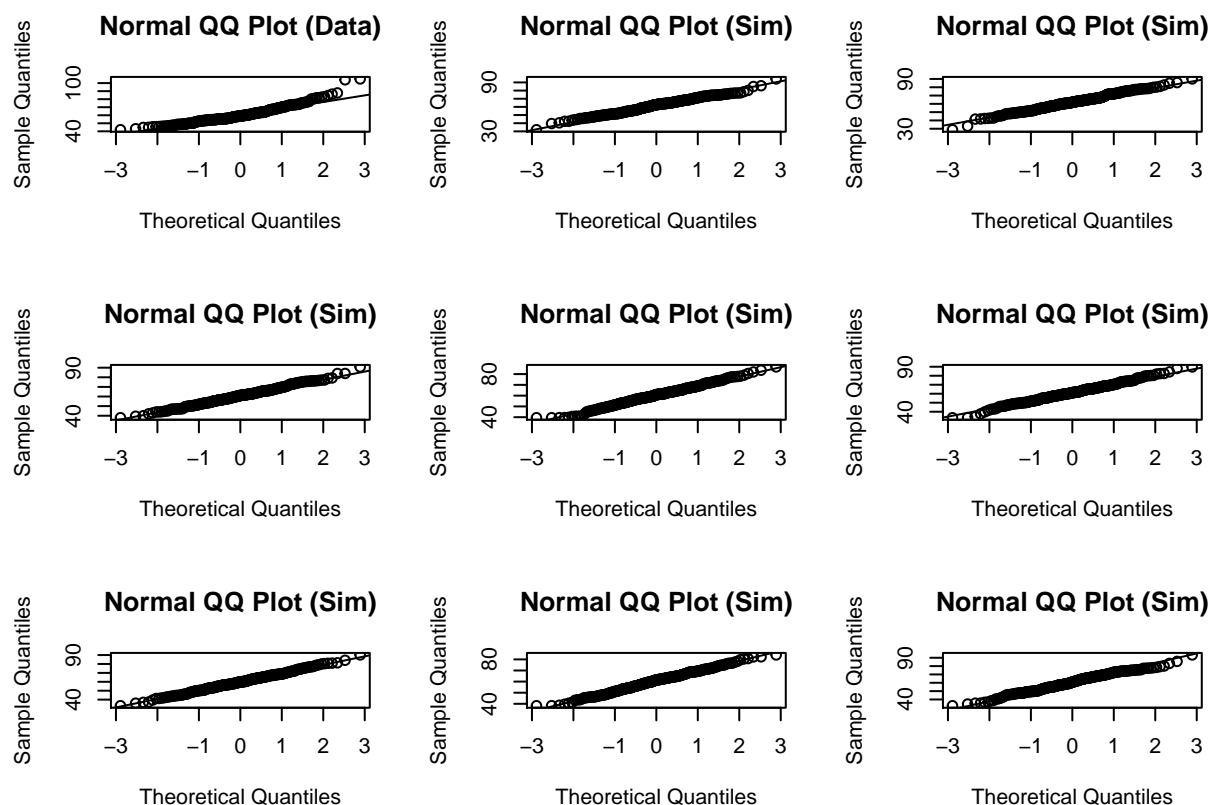 Normal QQ Plot (Data)
Sample Quantiles
40 100
−3 −1 0 1 2 3
Theoretical Quantiles
Normal QQ Plot (Sim)
Sample Quantiles
30 90
−3 −1 0 1 2 3
Theoretical Quantiles
Normal QQ Plot (Sim)
Sample Quantiles
30 90
−3 −1 0 1 2 3
Theoretical Quantiles
Normal QQ Plot (Sim)
Sample Quantiles
40 90
−3 −1 0 1 2 3
Theoretical Quantiles
Normal QQ Plot (Sim)
Sample Quantiles
40 80
−3 −1 0 1 2 3
Theoretical Quantiles
Normal QQ Plot (Sim)
Sample Quantiles
40 90
−3 −1 0 1 2 3
Theoretical Quantiles
Normal QQ Plot (Sim)
Sample Quantiles
40 90
−3 −1 0 1 2 3
Theoretical Quantiles
Normal QQ Plot (Sim)
Sample Quantiles
40 80
−3 −1 0 1 2 3
Theoretical Quantiles
Normal QQ Plot (Sim)
Sample Quantiles
40 90
−3 −1 0 1 2 3
Theoretical Quantiles